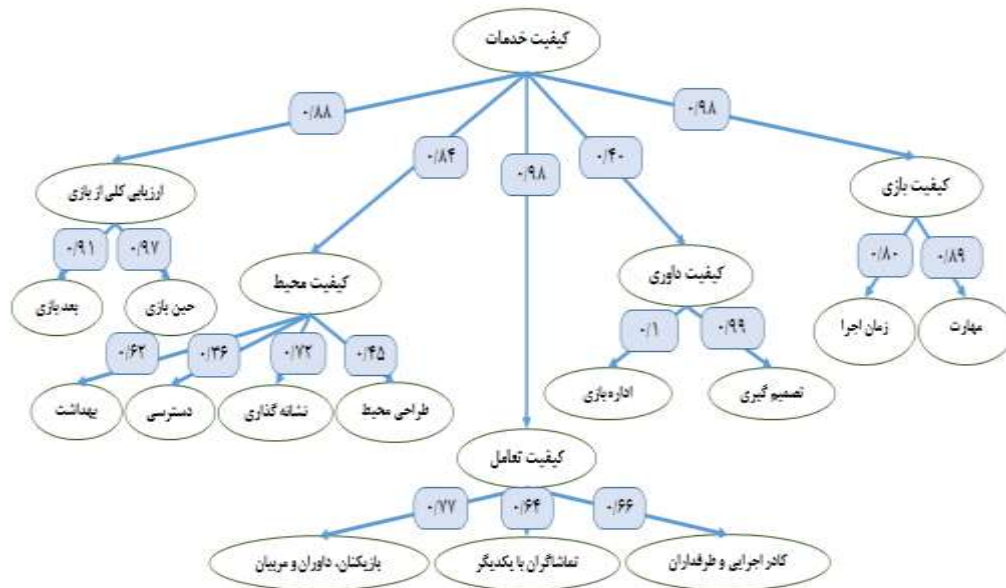 کیفیت خدمات
۰/۹۸
۰/۴۰
۰/۹۸
۰/۸۴
۰/۸۸
کیفیت بازی
ارزیابی کلی از بازی
۰/۸۹
۰/۸۰
کیفیت داوری
کیفیت محیط
۰/۹۷
۰/۹۱
مهارت
زمان اجرا
۰/۹۹
۰/۱
حین بازی
بعد بازی
۰/۴۵
۰/۷۲
۰/۳۶
۰/۶۲
تصمیم گیری
اداره بازی
طراحی محیط
نشانه گذاری
دسترسی
بهداشت
کیفیت تعامل
۰/۶۶
۰/۶۴
۰/۷۷
کادر اجرایی و طرفداران
تماشاگران با یکدیگر
بازیکنان، داوران و مربیان